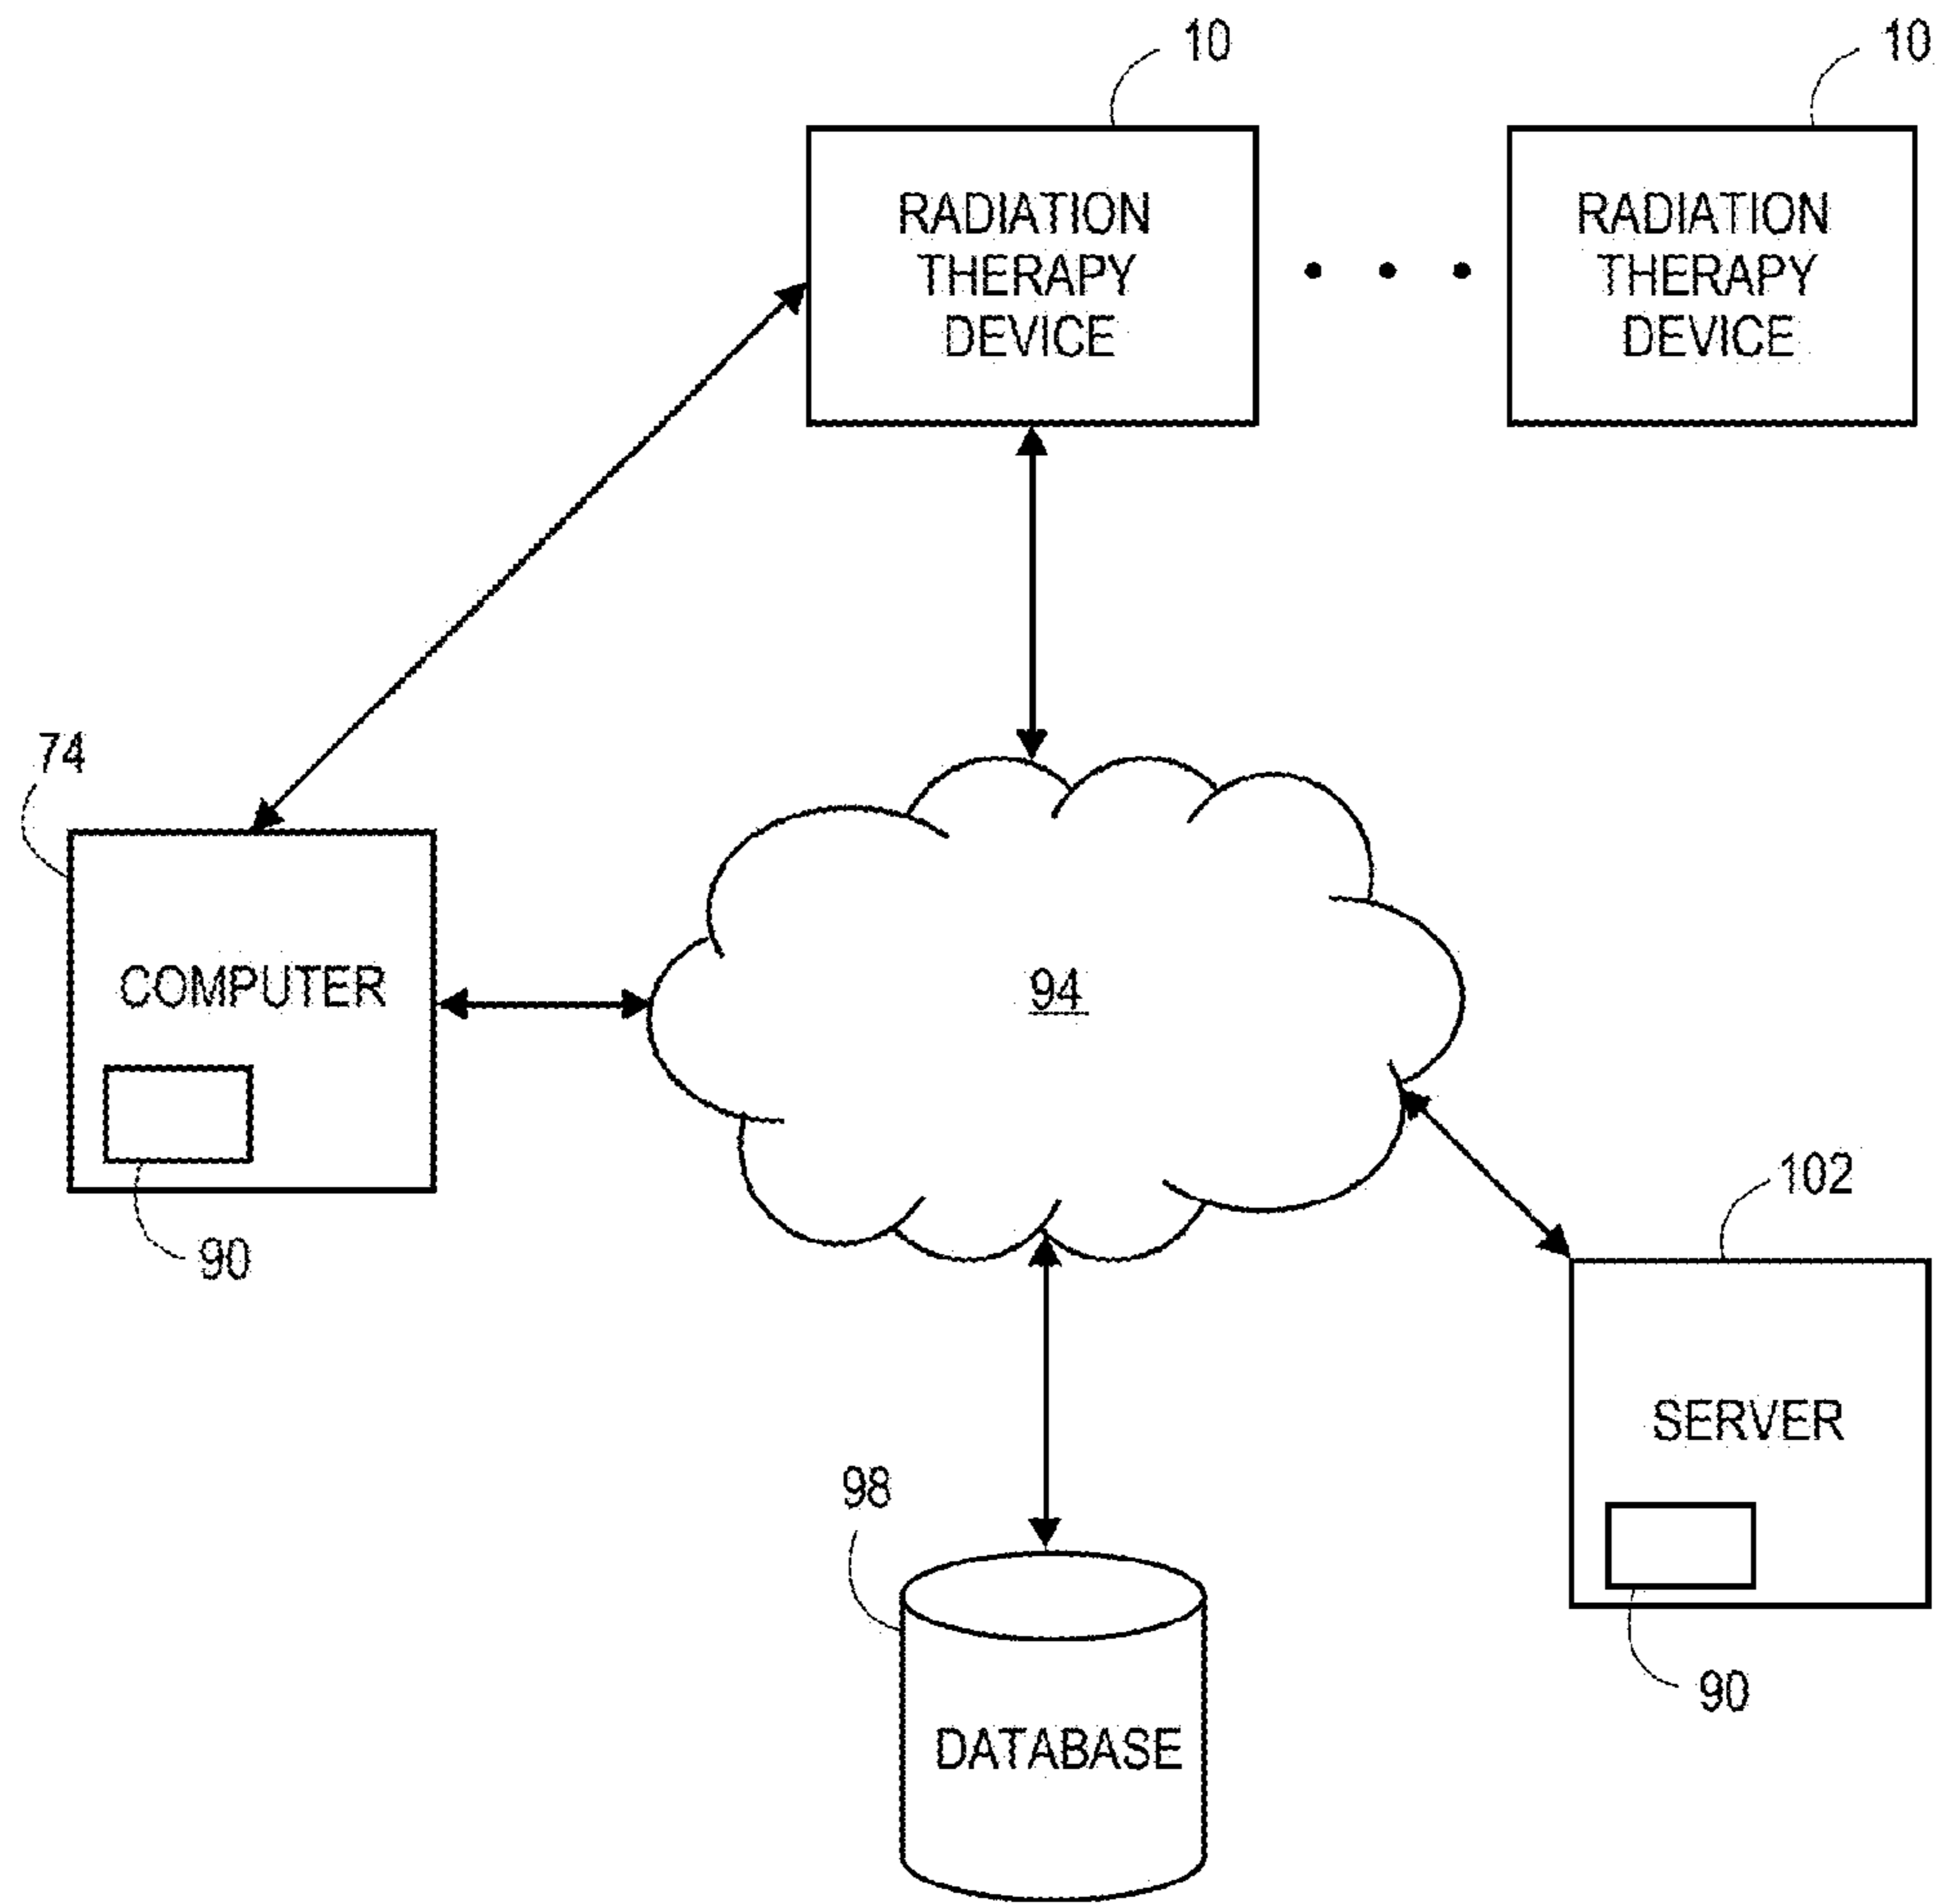 10
10
RADIATION
THERAPY
DEVICE
RADIATION
THERAPY
DEVICE
74
COMPUTER
94
90
102
SERVER
98
90
DATABASE